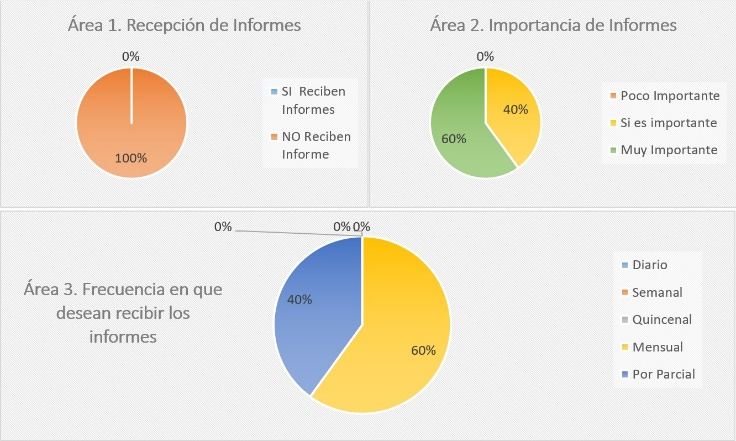 Área 1. Recepción de Informes
0%
100%
SI  Reciben
Informes
NO Reciben
Informe
Área 2. Importancia de Informes
0%
40%
60%
Poco Importante
Si es importante
Muy Importante
Área 3. Frecuencia en que
desean recibir los
informes
0%
0%
0%
40%
60%
Diario
Semanal
Quincenal
Mensual
Por Parcial